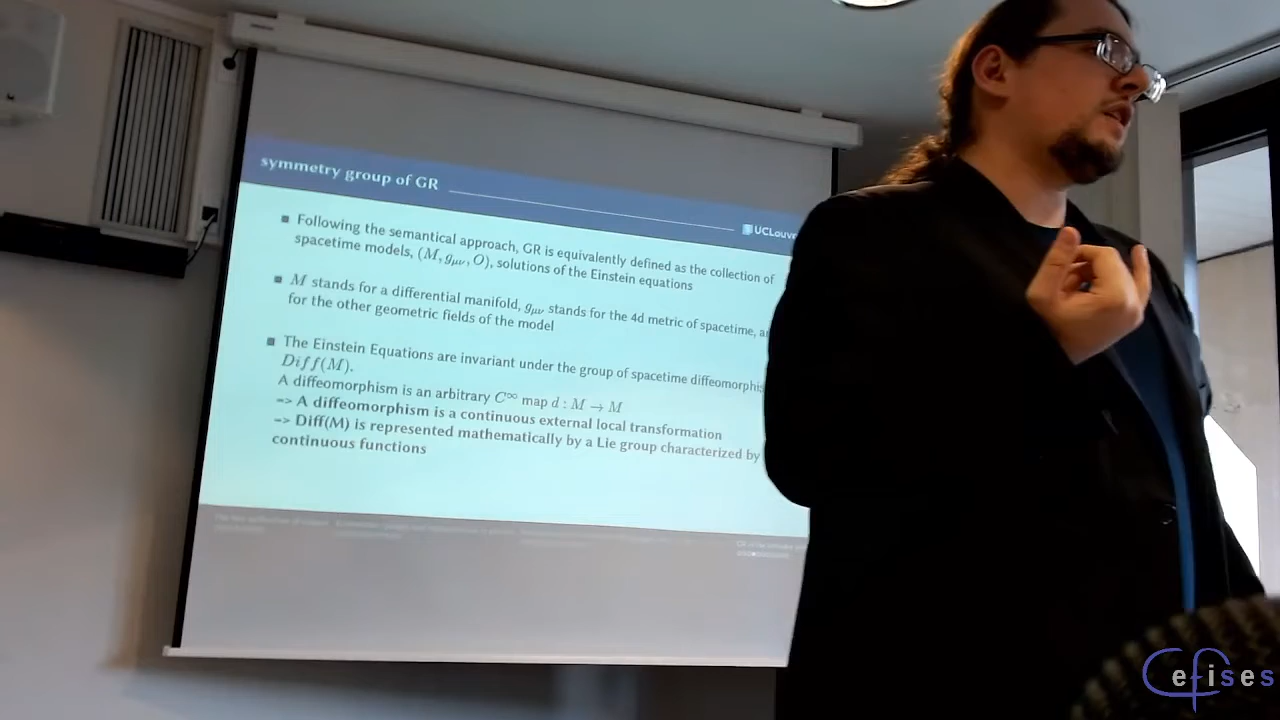 symmetry group of GR
UCLouve
■ Following the semantical approach, GR is equivalently defined as the collection of
spacetime models, (M, gμν, O), solutions of the Einstein equations
■ M stands for a differential manifold, gμν stands for the 4d metric of spacetime, a
for the other geometric fields of the model
■ The Einstein Equations are invariant under the group of spacetime diffeomorphi
Diff(M).
A diffeomorphism is an arbitrary C∞ map d : M → M
=> A diffeomorphism is a continuous external local transformation
=> Diff(M) is represented mathematically by a Lie group characterized by
continuous functions
Cefises